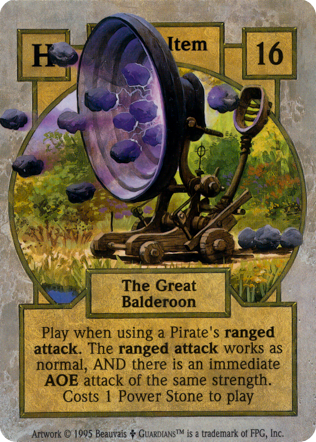 H
Item
16
The Great
Balderoon
Play when using a Pirate's ranged
attack. The ranged attack works as
normal, AND there is an immediate
AOE attack of the same strength.
Costs 1 Power Stone to play
Artwork © 1995 Beauvais ✦ GUARDIANS™ is a trademark of FPG, Inc.